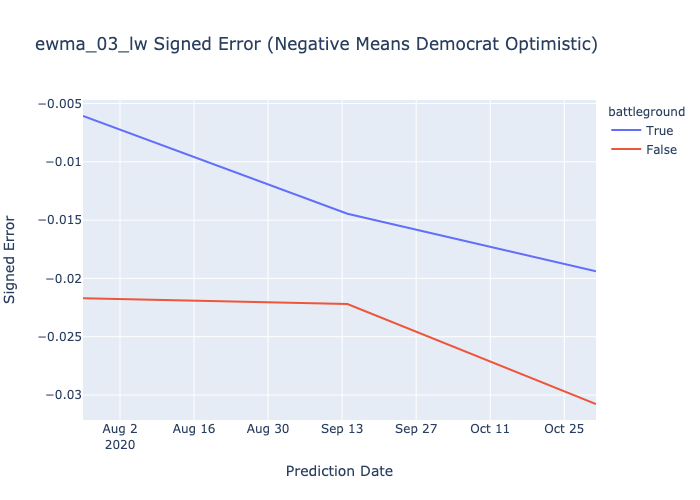 ewma_03_lw Signed Error (Negative Means Democrat Optimistic)
battleground
True
False
−0.005
−0.01
−0.015
−0.02
−0.025
−0.03
Signed Error
Aug 2
2020
Aug 16
Aug 30
Sep 13
Sep 27
Oct 11
Oct 25
Prediction Date